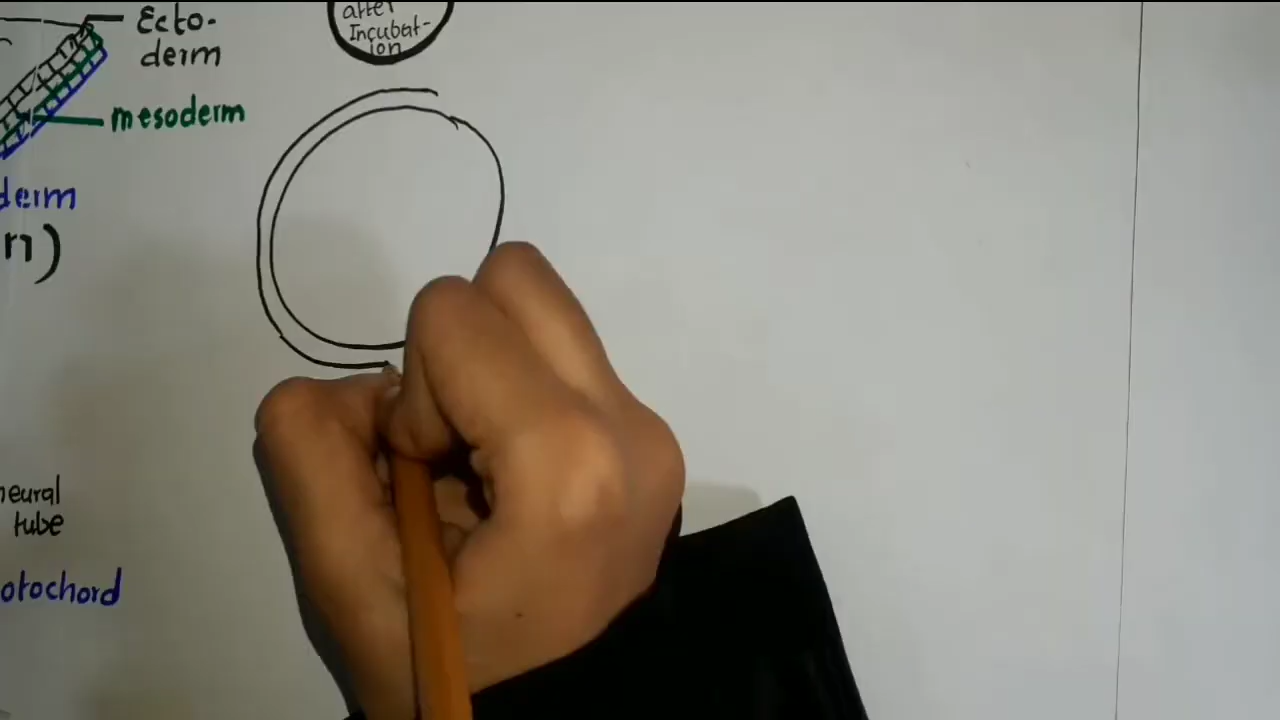 Ecto-
derm
mesoderm
derm
n)
after
Incubat-
ion
neural
tube
otochord